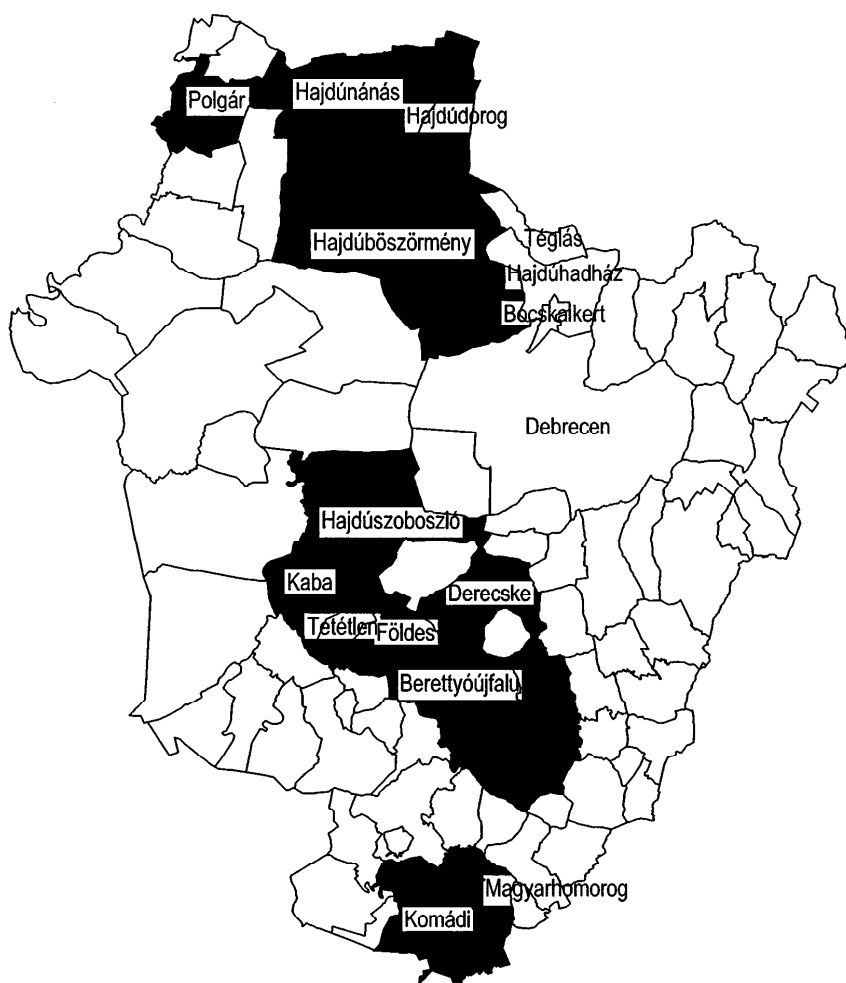 Polgár
Hajdúnánás
Hajdúdorog
Hajdúböszörmény
Téglás
Hajdúhadház
Bocskaikert
Debrecen
Hajdúszoboszló
Kaba
Derecske
Tetétlen
Földes
Berettyóújfalu
Magyarhomorog
Komádi